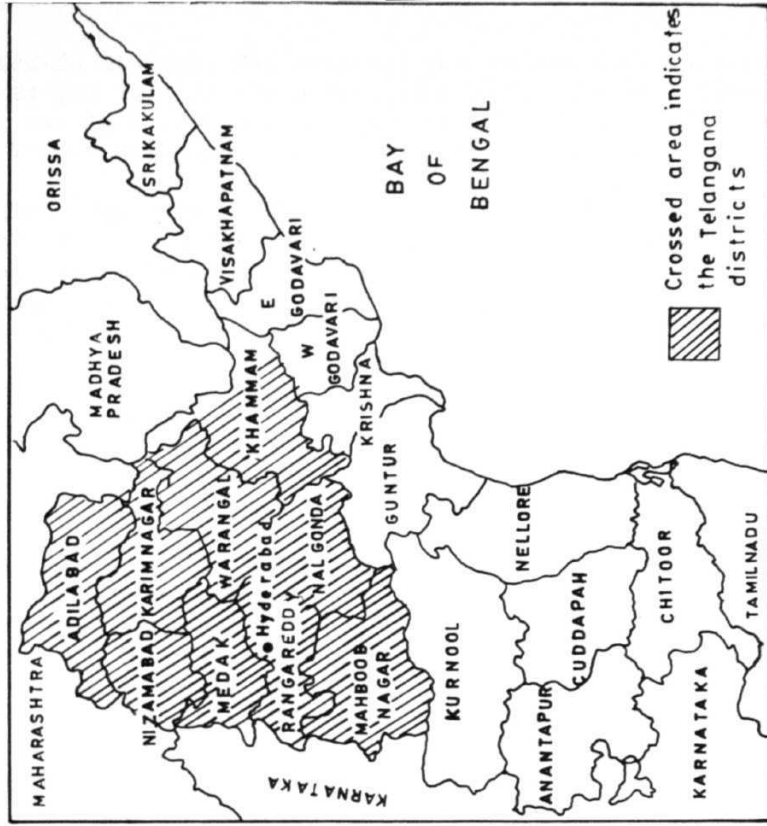 MAHARASHTRA
MADHYA
PRADESH
ORISSA
ADILABAD
NIZAMABAD
KARIMNAGAR
MEDAK
WARANGAL
KHAMMAM
Hyderabad
RANGAREDDY
NALGONDA
MAHBOOB
NAGAR
KARNATAKA
SRIKAKULAM
VISAKHAPATNAM
E
GODAVARI
W
GODAVARI
KRISHNA
GUNTUR
KURNOOL
NELLORE
CUDDAPAH
ANANTAPUR
CHITOOR
KARNATAKA
TAMILNADU
BAY
OF
BENGAL
Crossed area indicates
the Telangana
districts